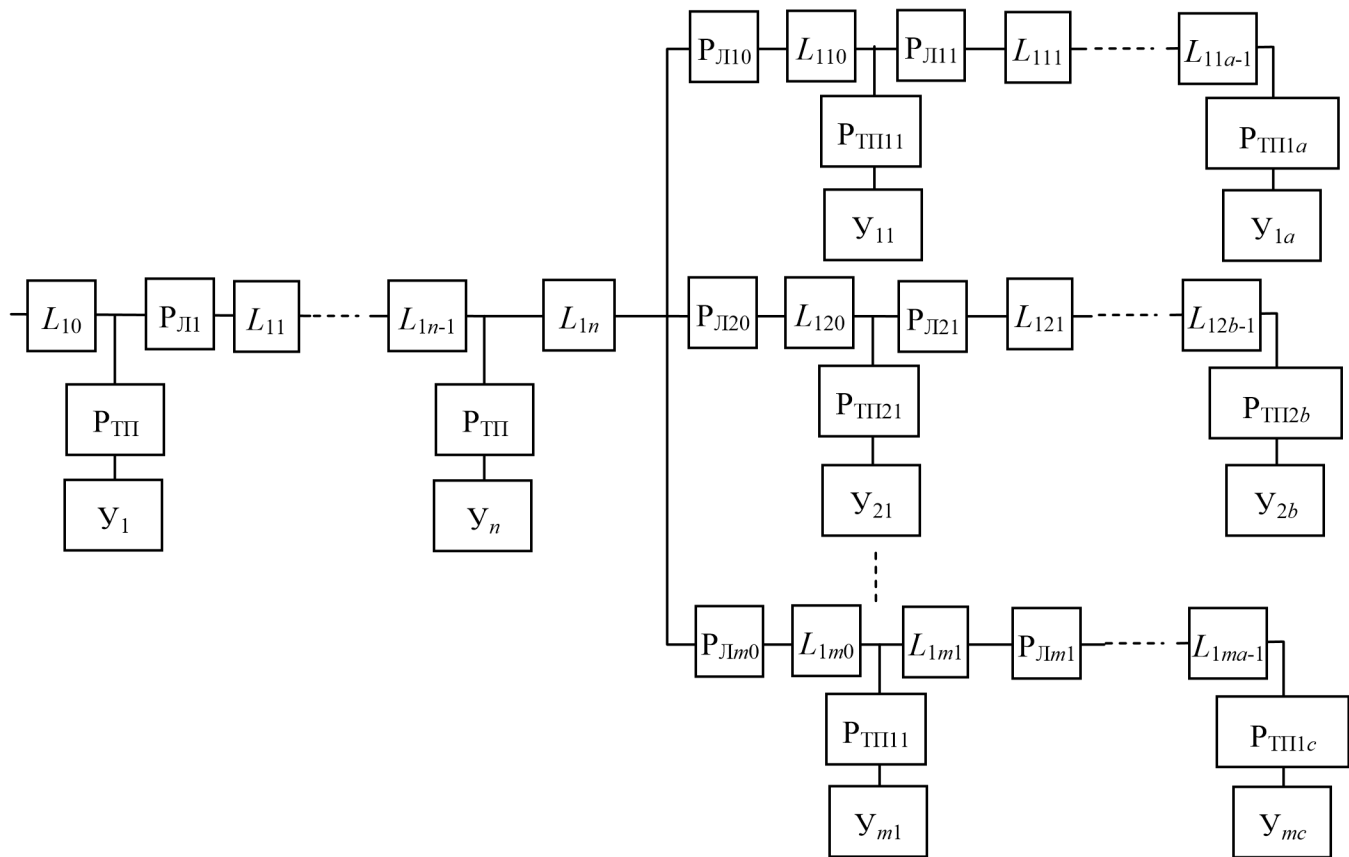 РЛ10 L110 РЛ11 L111 L11a-1
РТП11 РТП1a
У11 У1a
L10 РЛ1 L11 L1n-1 L1n РЛ20 L120 РЛ21 L121 L12b-1
РТП РТП РТП21 РТП2b
У1 Уn У21 У2b
РЛm0 L1m0 L1m1 РЛm1 L1ma-1
РТП11 РТП1c
Уm1 Уmc